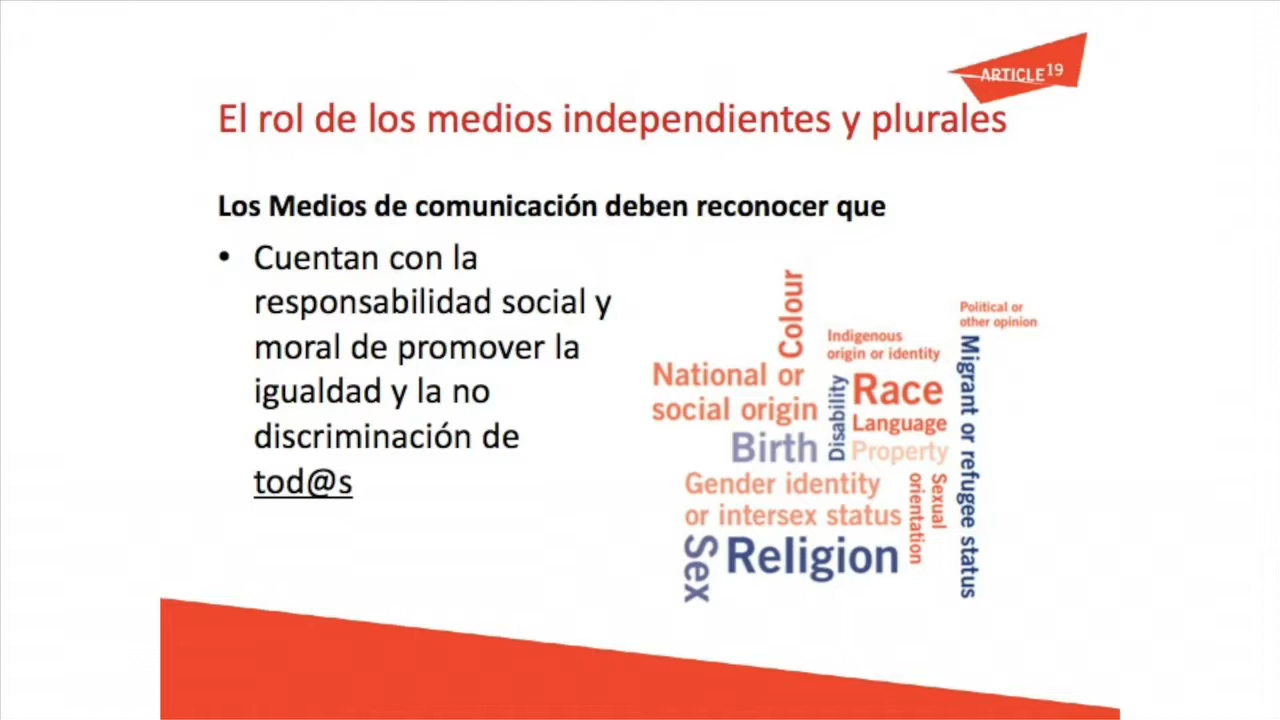 ARTICLE 19
El rol de los medios independientes y plurales
Los Medios de comunicación deben reconocer que
• Cuentan con la
responsabilidad social y
moral de promover la
igualdad y la no
discriminación de
tod@s
Colour
Political or
other opinion
Indigenous
origin or identity
National or
social origin
Disability
Race
Language
Migrant or refugee status
Birth
Property
Gender identity
or intersex status
Sexual
orientation
Sex
Religion